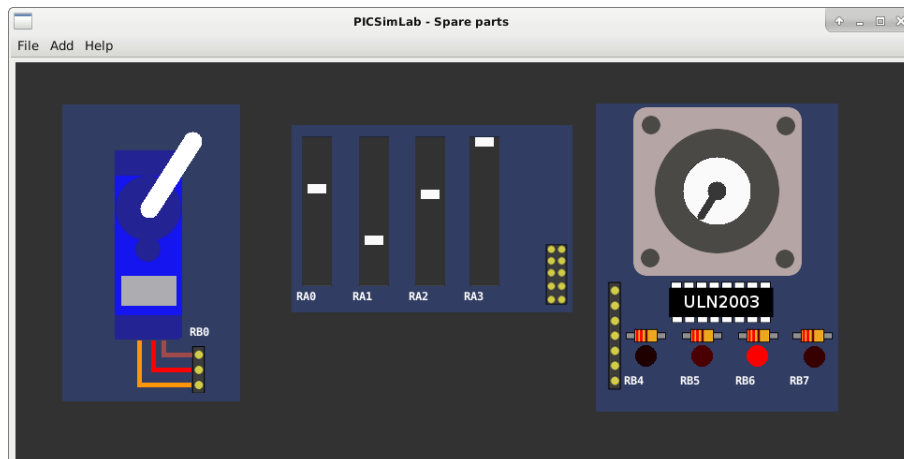 PICSimLab - Spare parts
File Add Help
RB0
RA0 RA1 RA2 RA3
ULN2003
RB4 RB5 RB6 RB7